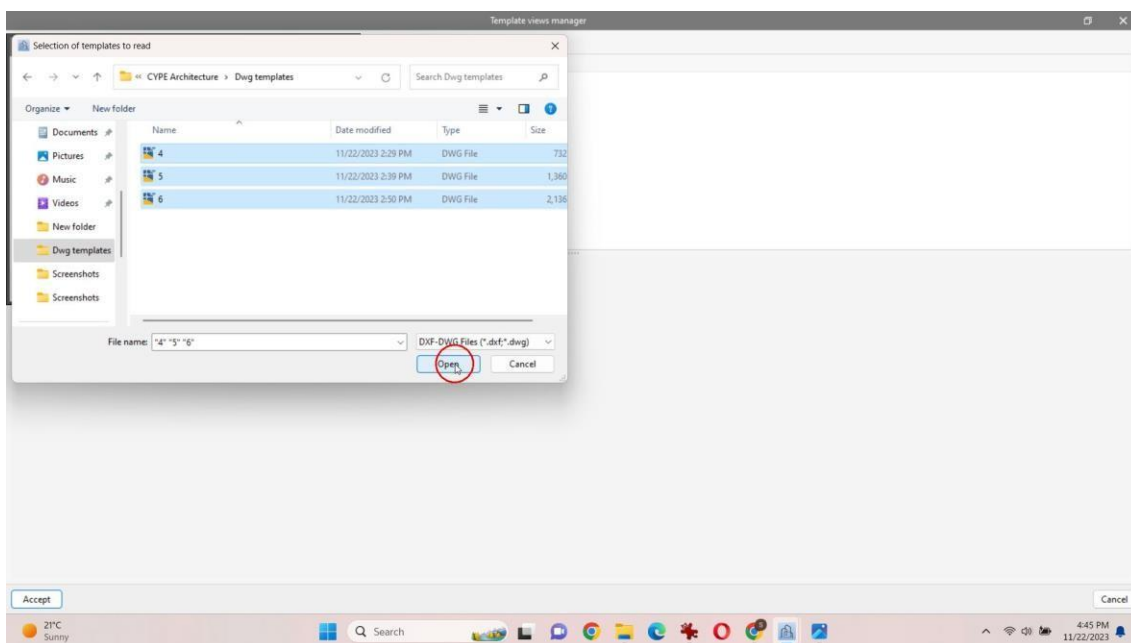 Template views manager
Selection of templates to read
« CYPE Architecture > Dwg templates
Search Dwg templates
Organize
New folder
Name
Date modified
Type
Size
Documents
4
11/22/2023 2:29 PM
DWG File
732
Pictures
5
11/22/2023 2:39 PM
DWG File
1,360
Music
6
11/22/2023 2:50 PM
DWG File
2,136
Videos
New folder
Dwg templates
Screenshots
Screenshots
File name:
"4" "5" "6"
DXF-DWG Files (*.dxf;*.dwg)
Open
Cancel
Accept
Cancel
21°C
Sunny
Search
4:45 PM
11/22/2023